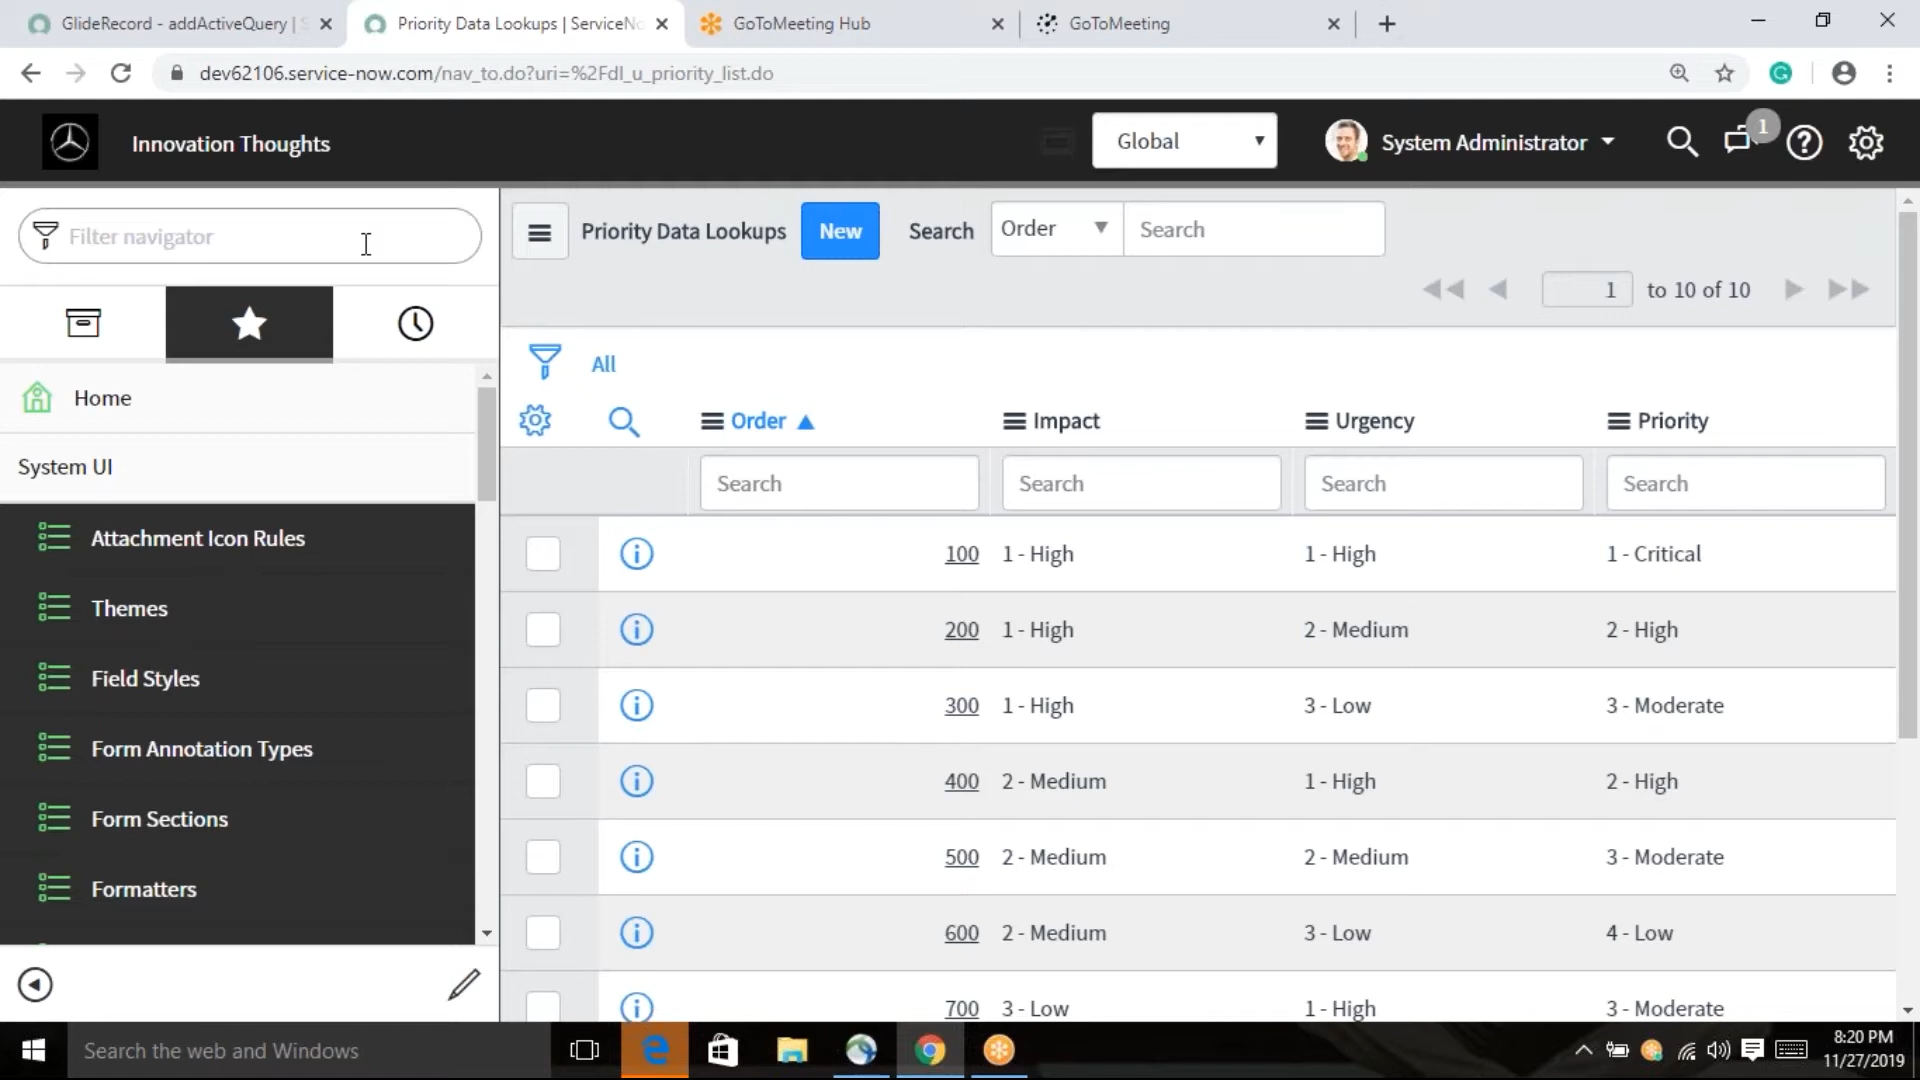 GlideRecord - addActiveQuery | S
Priority Data Lookups | ServiceNo
GoToMeeting Hub
GoToMeeting
dev62106.service-now.com/nav_to.do?uri=%2Fdl_u_priority_list.do
Innovation Thoughts
Global
System Administrator
1
Filter navigator
Priority Data Lookups
New
Search
Order
Search
1 to 10 of 10
Home
System UI
Attachment Icon Rules
Themes
Field Styles
Form Annotation Types
Form Sections
Formatters
All
Order Impact Urgency Priority
Search Search Search Search
100 1 - High 1 - High 1 - Critical
200 1 - High 2 - Medium 2 - High
300 1 - High 3 - Low 3 - Moderate
400 2 - Medium 1 - High 2 - High
500 2 - Medium 2 - Medium 3 - Moderate
600 2 - Medium 3 - Low 4 - Low
700 3 - Low 1 - High 3 - Moderate
Search the web and Windows
8:20 PM
11/27/2019